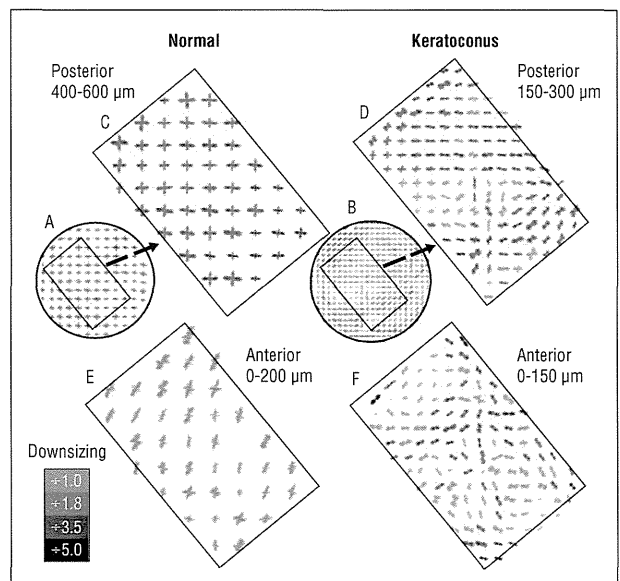 Normal
Keratoconus
Posterior
400-600 µm
C
Posterior
150-300 µm
D
A
B
Anterior
0-200 µm
E
Anterior
0-150 µm
F
Downsizing
÷1.0
÷1.8
÷3.5
÷5.0